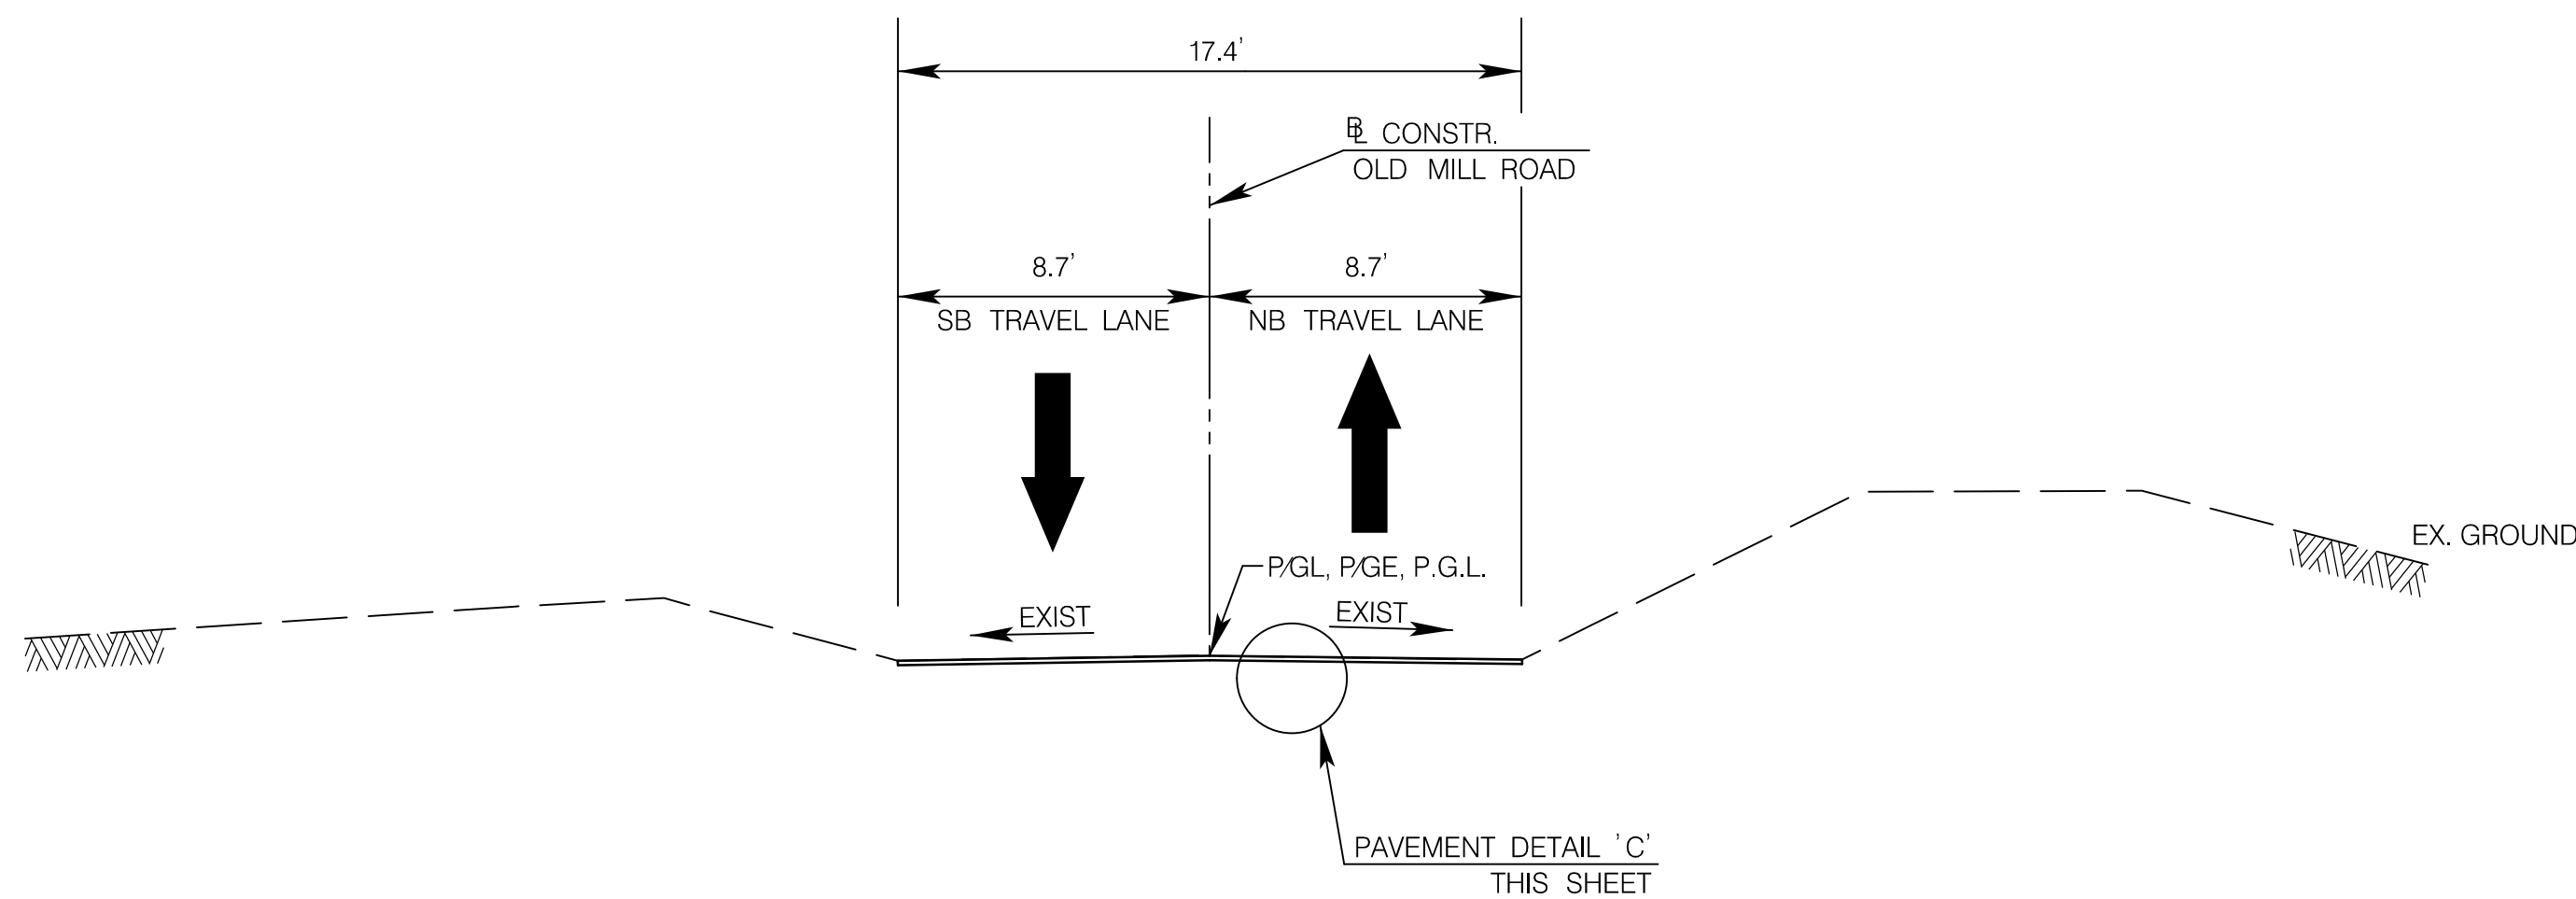 17.4'
BL CONSTR.
OLD MILL ROAD
8.7' 8.7'
SB TRAVEL LANE NB TRAVEL LANE
EX. GROUND
P/GL, P/GE, P.G.L.
EXIST EXIST
PAVEMENT DETAIL 'C'
THIS SHEET